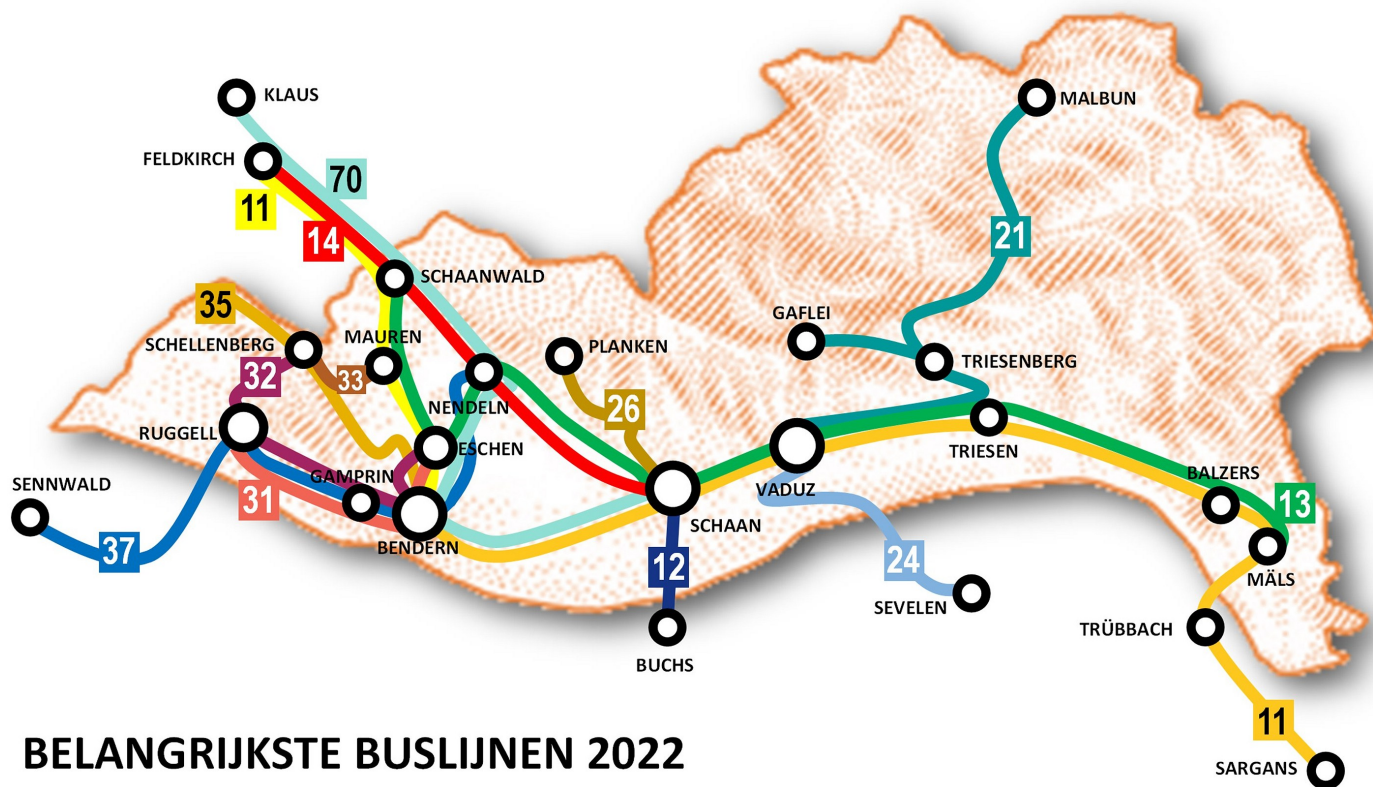 KLAUS
MALBUN
FELDKIRCH
70
11
14
21
SCHAANWALD
35
GAFLEI
MAUREN
SCHELLENBERG
PLANKEN
TRIESENBERG
32
33
NENDELN
26
RUGGELL
ESCHEN
TRIESEN
GAMPRIN
BALZERS
SENNWALD
VADUZ
31
13
SCHAAN
BENDERN
37
12
24
MÄLS
SEVELEN
TRÜBBACH
BUCHS
11
BELANGRIJKSTE BUSLIJNEN 2022
SARGANS